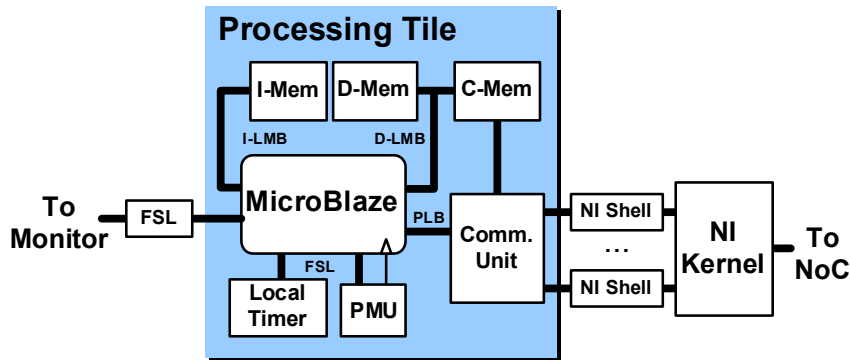 Processing Tile
I-Mem
D-Mem
C-Mem
I-LMB
D-LMB
MicroBlaze
To
Monitor
FSL
PLB
Comm.
Unit
NI Shell
...
NI Shell
NI
Kernel
To
NoC
FSL
Local
Timer
PMU